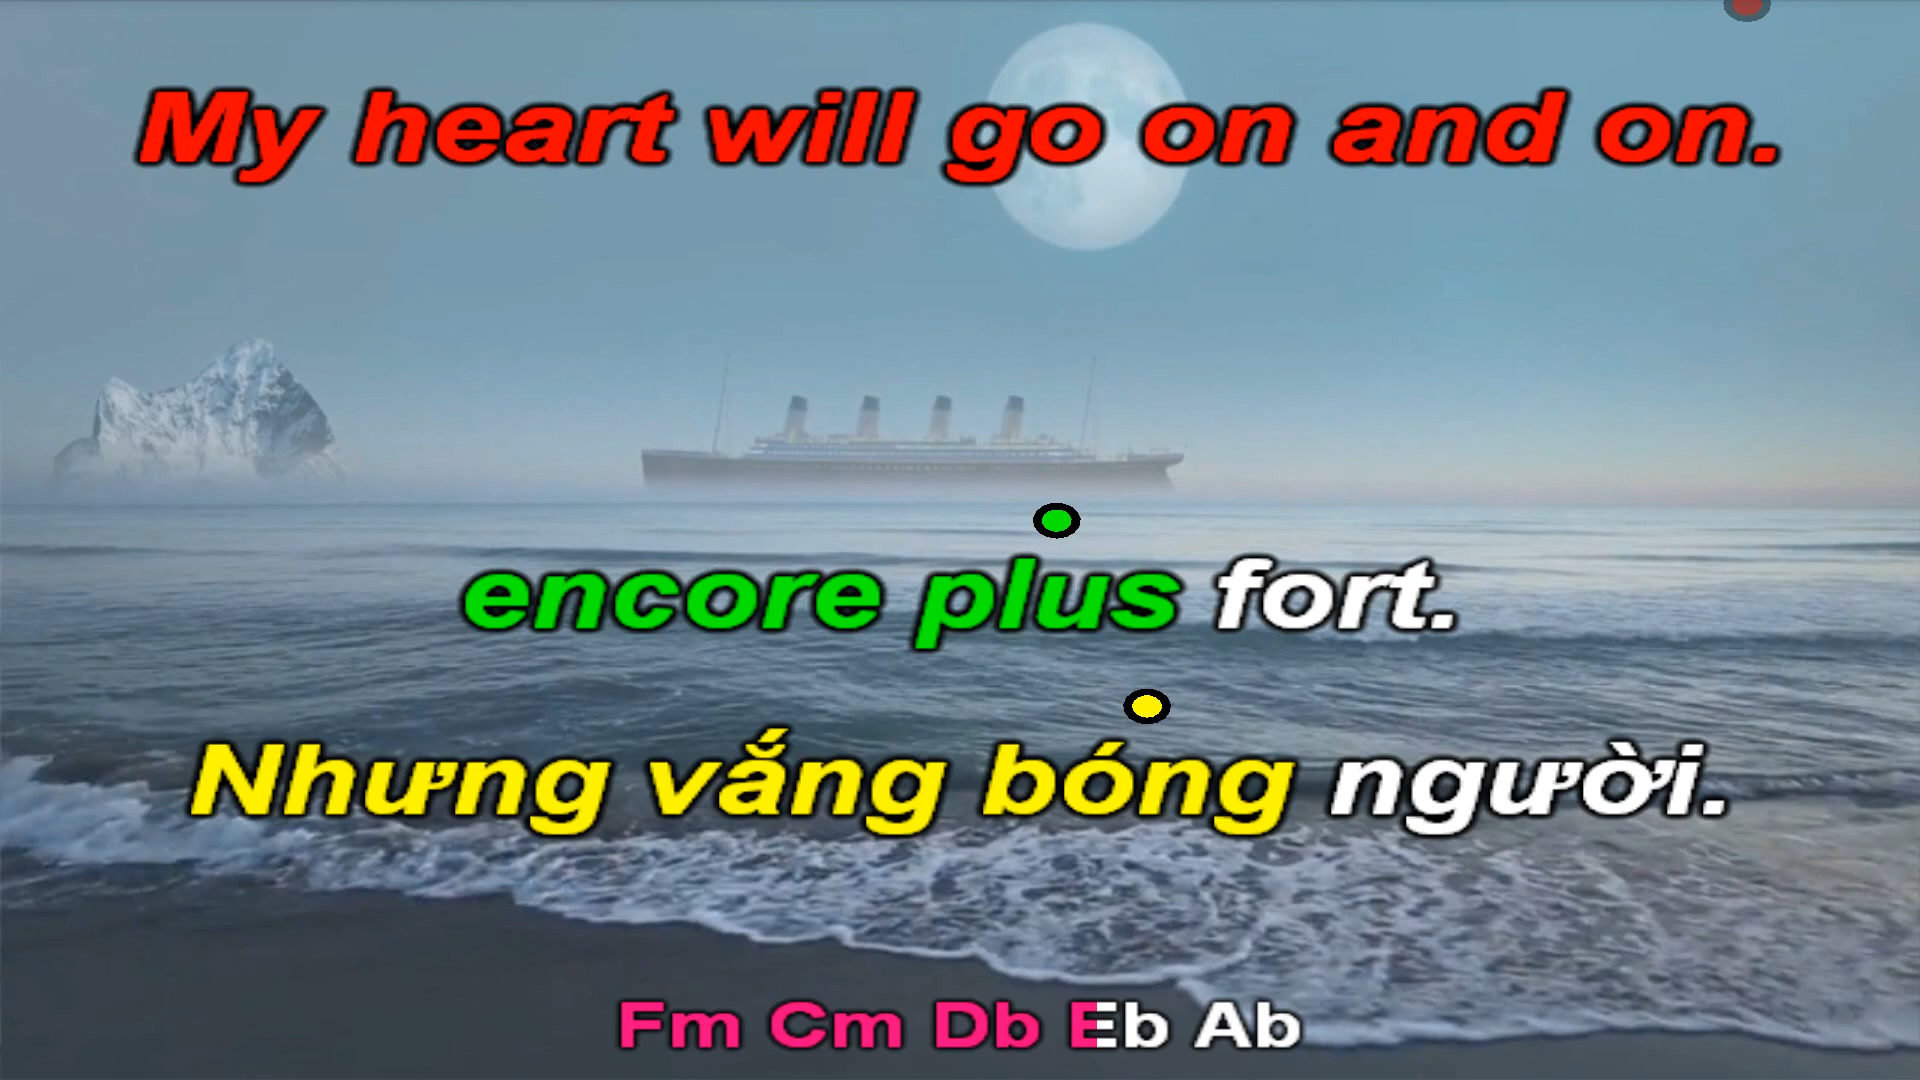 My heart will go on and on.
encore plus fort.
Nhưng vắng bóng người.
Fm Cm Db Eb Ab